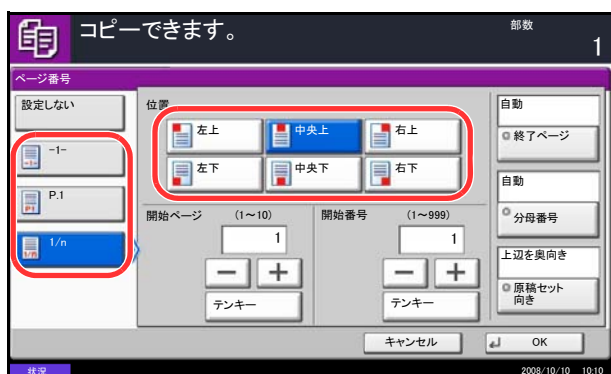 コピーできます。
部数
1
ページ番号
設定しない
-1-
P.1
1/n
位置
左上
中央上
右上
左下
中央下
右下
開始ページ (1～10)
1
テンキー
開始番号 (1～999)
1
テンキー
自動
終了ページ
自動
分母番号
上辺を奥向き
原稿セット
向き
キャンセル
OK
状況
2008/10/10 10:10